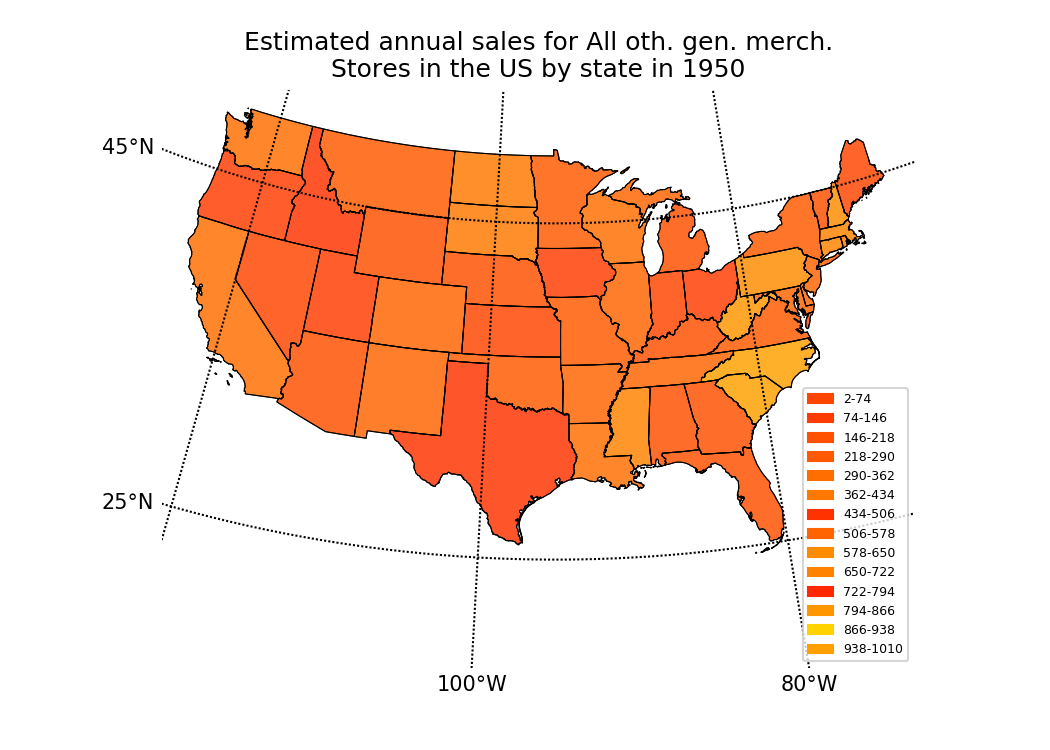 Estimated annual sales for All oth. gen. merch.
Stores in the US by state in 1950
45°N
25°N
100°W
80°W
2-74
74-146
146-218
218-290
290-362
362-434
434-506
506-578
578-650
650-722
722-794
794-866
866-938
938-1010